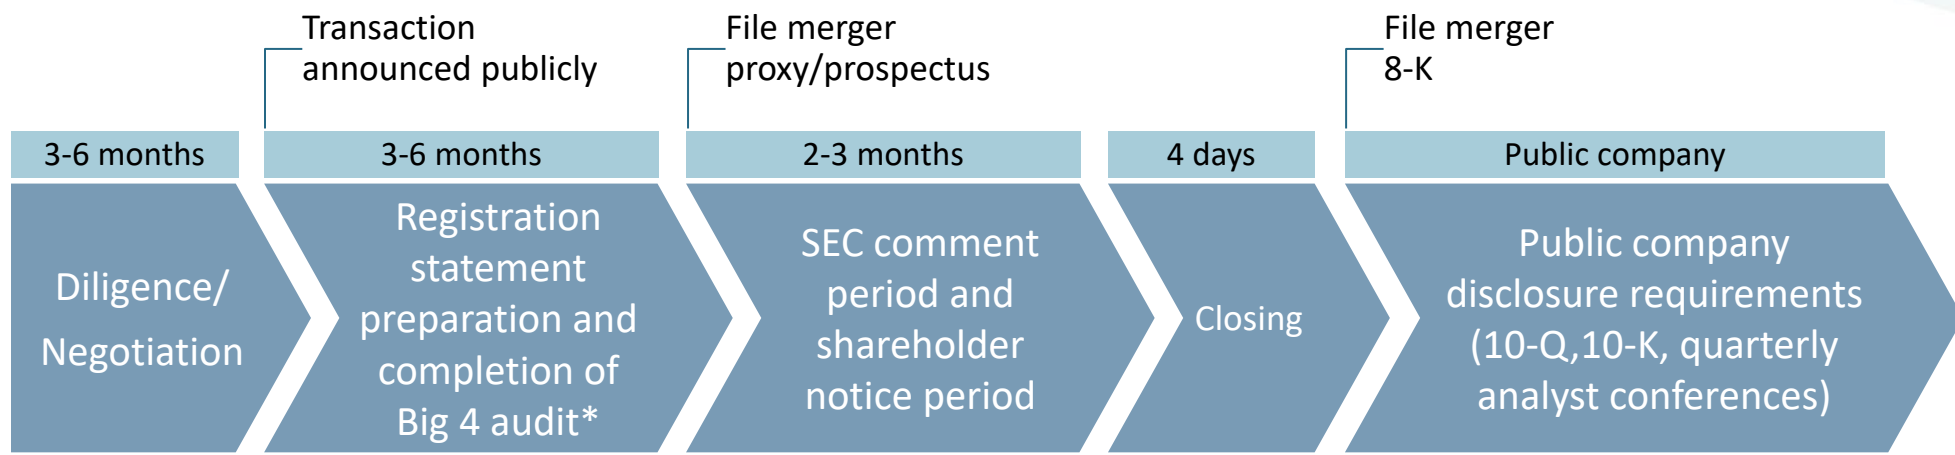 Transaction
announced publicly
File merger
proxy/prospectus
File merger
8-K
3-6 months
3-6 months
2-3 months
4 days
Public company
Diligence/
Negotiation
Registration
statement
preparation and
completion of
Big 4 audit*
SEC comment
period and
shareholder
notice period
Closing
Public company
disclosure requirements
(10-Q,10-K, quarterly
analyst conferences)